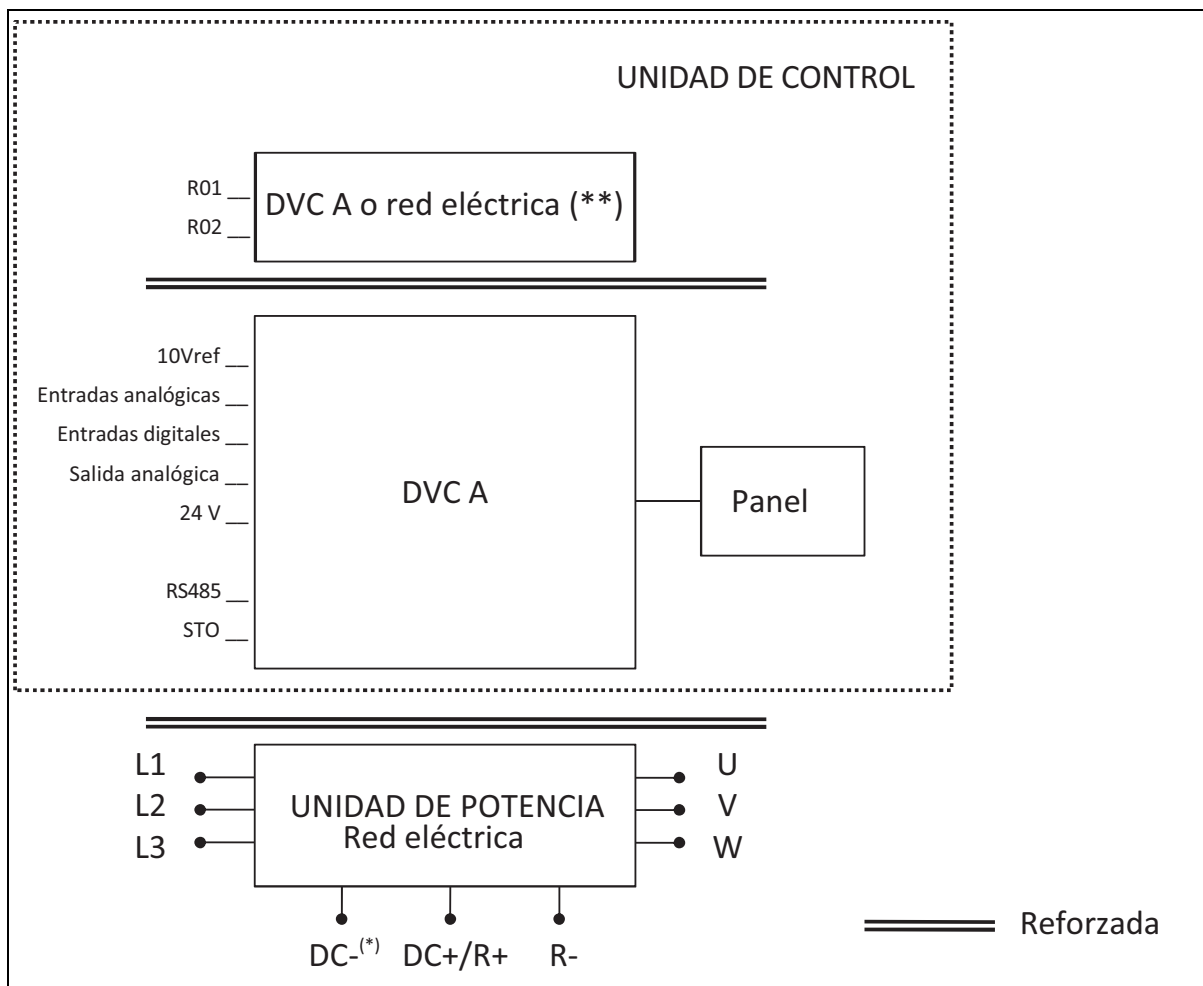 UNIDAD DE CONTROL
R01
R02
DVC A o red eléctrica (**)
10Vref
Entradas analógicas
Entradas digitales
Salida analógica
24 V
RS485
STO
DVC A
Panel
L1
L2
L3
UNIDAD DE POTENCIA
Red eléctrica
U
V
W
DC-(*)
DC+/R+
R-
Reforzada